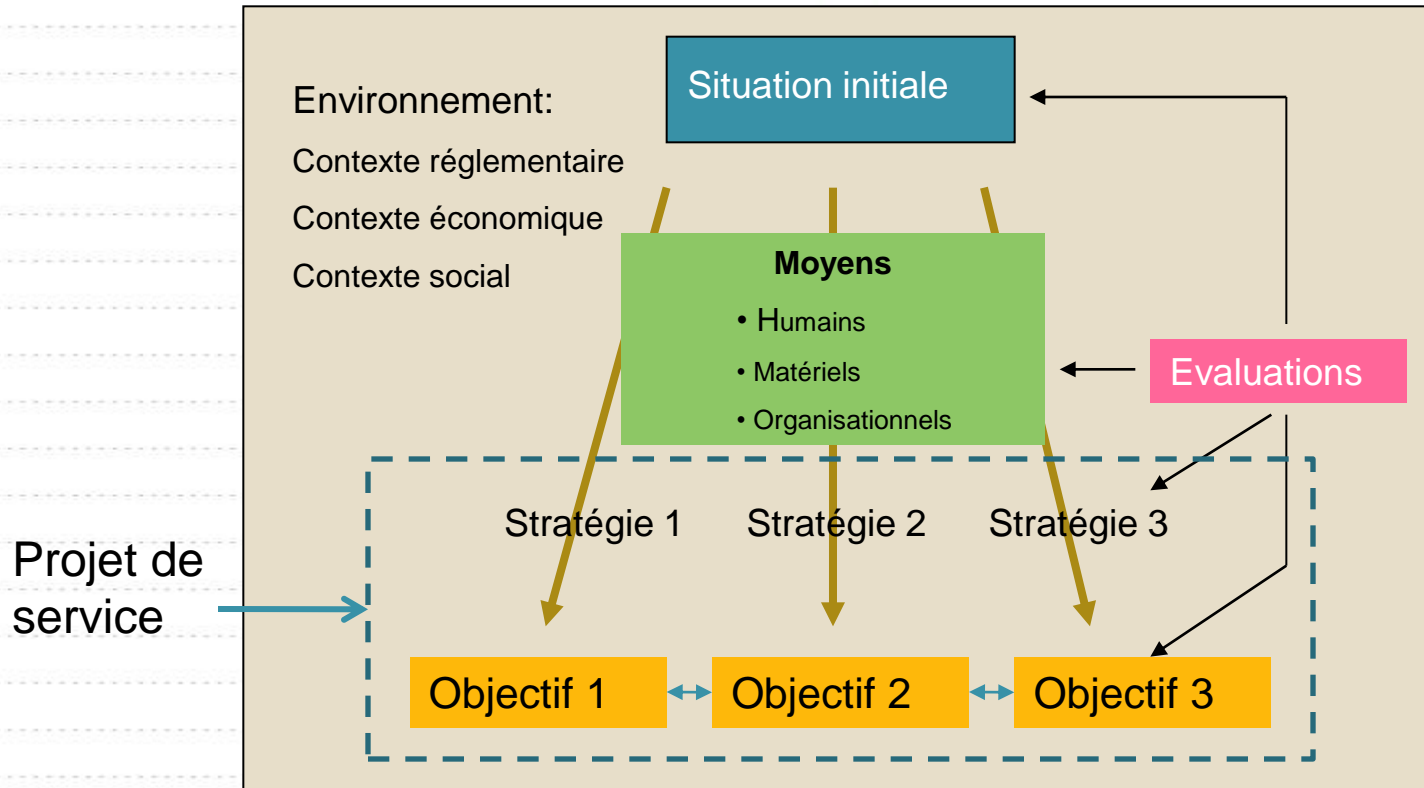 Situation initiale
Environnement:
Contexte réglementaire
Contexte économique
Contexte social
Moyens
• Humains
• Matériels
• Organisationnels
Evaluations
Stratégie 1
Stratégie 2
Stratégie 3
Projet de
service
Objectif 1
Objectif 2
Objectif 3